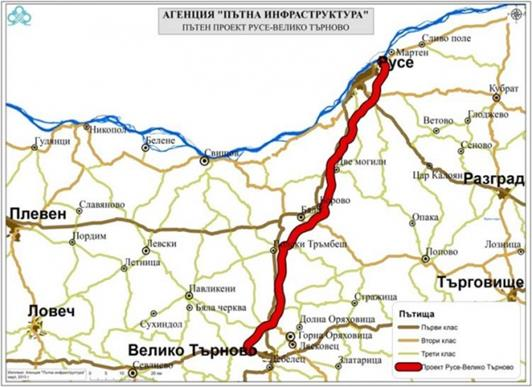 АГЕНЦИЯ "ПЪТНА ИНФРАСТРУКТУРА"
ПЪТЕН ПРОЕКТ РУСЕ-ВЕЛИКО ТЪРНОВО
Сливо поле
Мартен
Русе
Кубрат
Никопол
Белене
Ветово
Глоджево
Гулянци
Свищов
Сеново
Две могили
Цар Калоян
Разград
Славяново
Борово
Плевен
Опака
Пордим
Левски
Тръмбеш
Попово
Лозница
Летница
Търговище
Павликени
Стражица
Бяла черква
Ловеч
Сухиндол
Долна Оряховица
Горна Оряховица
Лясковец
Велико Търново
Дебелец
Златарица
Севлиево
Пътища
Първи клас
Втори клас
Трети клас
Проект Русе-Велико Търново